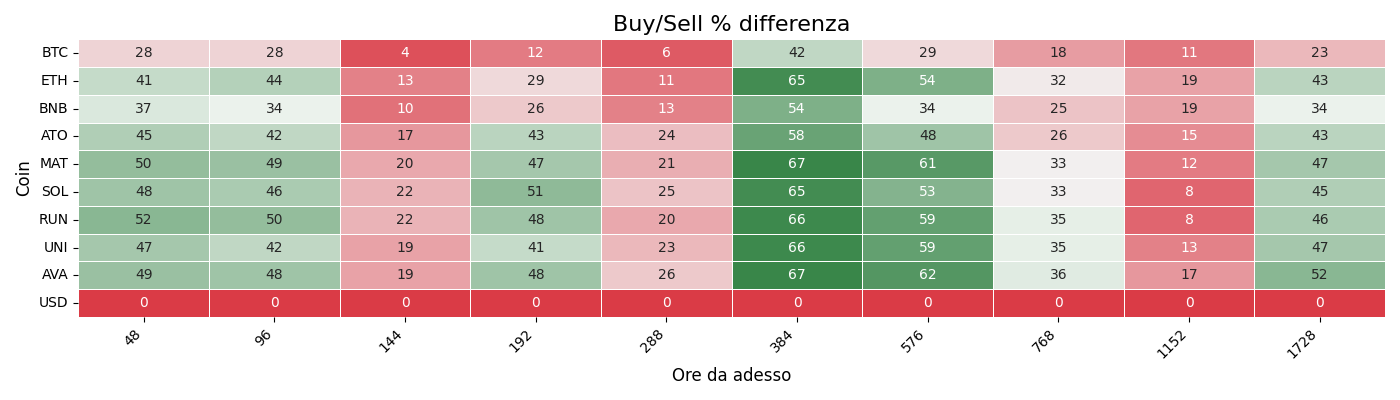 Buy/Sell % differenza
Coin
BTC 28 28 4 12 6 42 29 18 11 23
ETH 41 44 13 29 11 65 54 32 19 43
BNB 37 34 10 26 13 54 34 25 19 34
ATO 45 42 17 43 24 58 48 26 15 43
MAT 50 49 20 47 21 67 61 33 12 47
SOL 48 46 22 51 25 65 53 33 8 45
RUN 52 50 22 48 20 66 59 35 8 46
UNI 47 42 19 41 23 66 59 35 13 47
AVA 49 48 19 48 26 67 62 36 17 52
USD 0 0 0 0 0 0 0 0 0 0
48 96 144 192 288 384 576 768 1152 1728
Ore da adesso